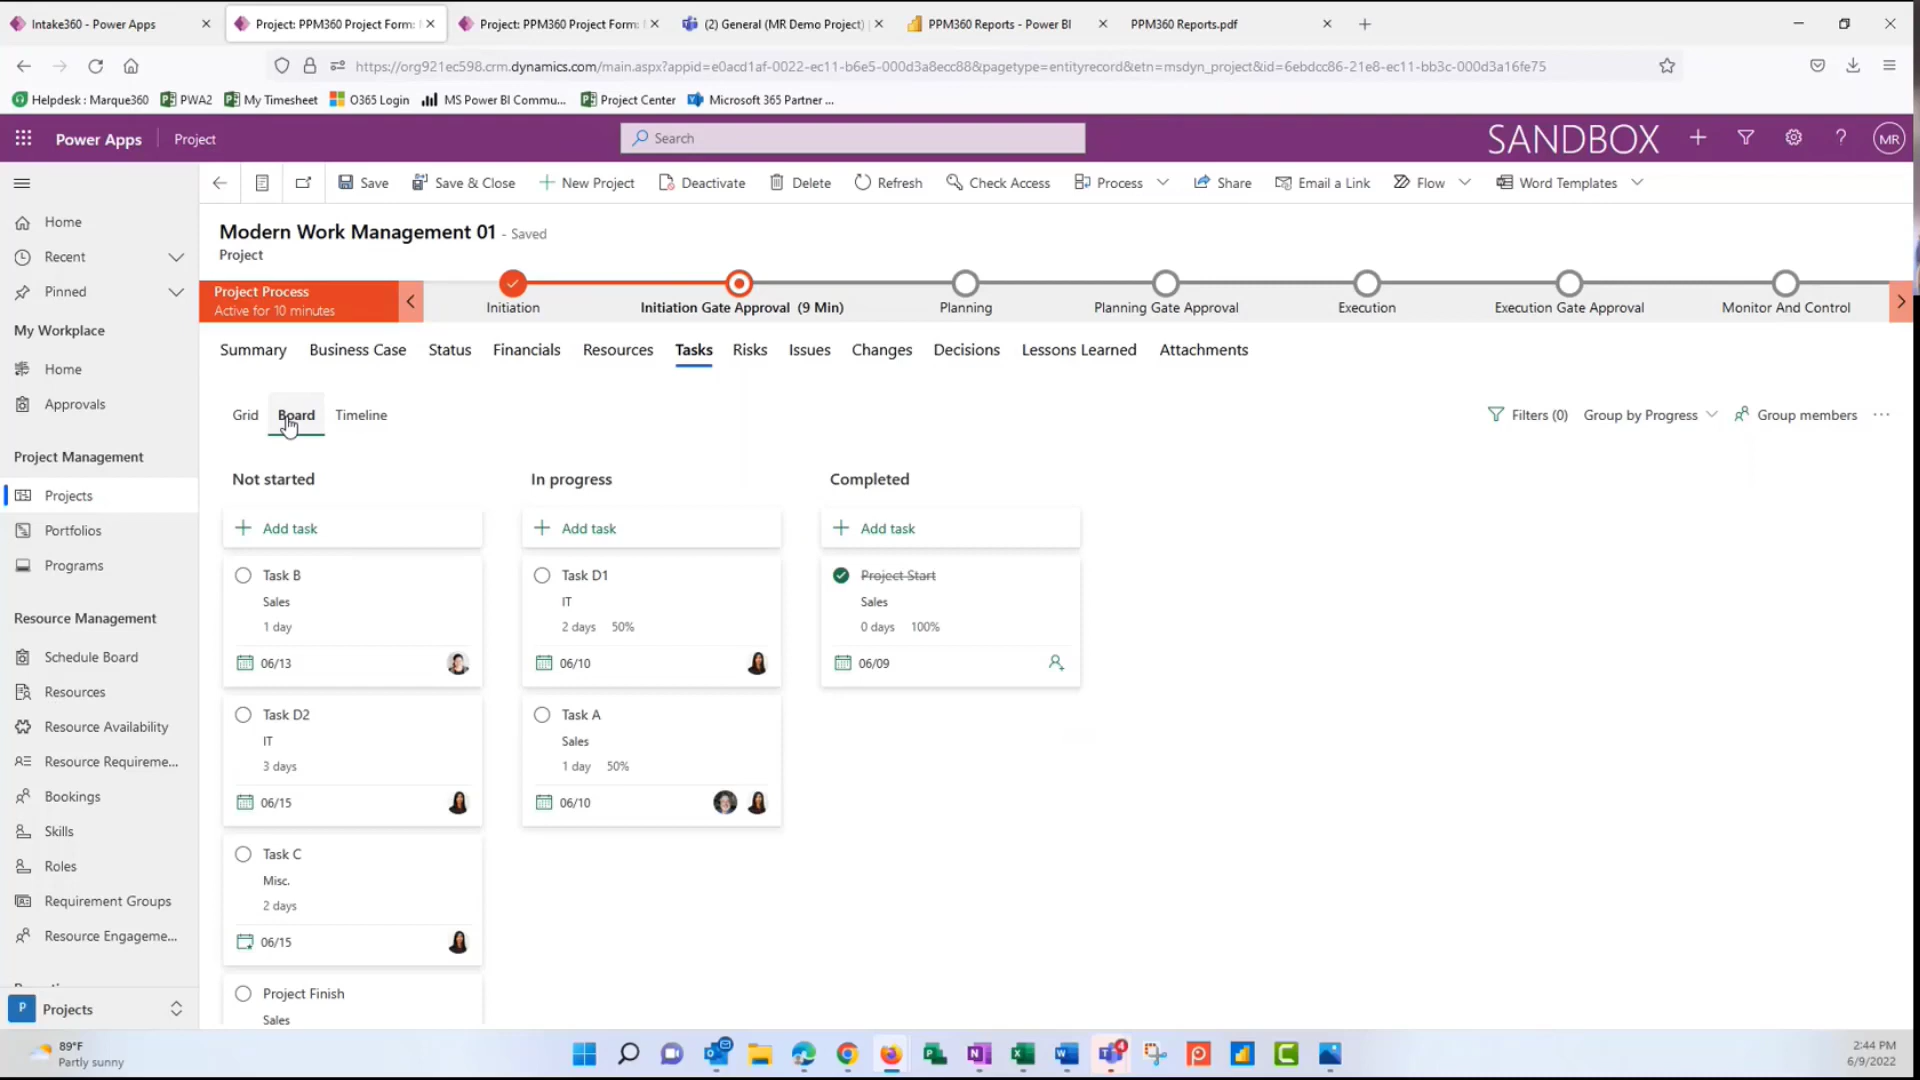 Intake360 - Power Apps
Project: PPM360 Project Form:
Project: PPM360 Project Form:
(2) General (MR Demo Project)
PPM360 Reports - Power BI
PPM360 Reports.pdf
https://org921ec598.crm.dynamics.com/main.aspx?appid=e0acd1af-0022-ec11-b6e5-000d3a8ecc88&pagetype=entityrecord&etn=msdyn_project&id=6ebdcc86-21e8-ec11-bb3c-000d3a16fe75
Helpdesk : Marque360
PWA2
My Timesheet
O365 Login
MS Power BI Commu...
Project Center
Microsoft 365 Partner ...
Power Apps
Project
Search
SANDBOX
MR
Save
Save & Close
New Project
Deactivate
Delete
Refresh
Check Access
Process
Share
Email a Link
Flow
Word Templates
Home
Recent
Pinned
My Workplace
Home
Approvals
Project Management
Projects
Portfolios
Programs
Resource Management
Schedule Board
Resources
Resource Availability
Resource Requireme...
Bookings
Skills
Roles
Requirement Groups
Resource Engageme...
P
Projects
Modern Work Management 01 - Saved
Project
Project Process
Active for 10 minutes
Initiation
Initiation Gate Approval (9 Min)
Planning
Planning Gate Approval
Execution
Execution Gate Approval
Monitor And Control
Summary
Business Case
Status
Financials
Resources
Tasks
Risks
Issues
Changes
Decisions
Lessons Learned
Attachments
Grid
Board
Timeline
Filters (0)
Group by Progress
Group members
Not started
Add task
Task B
Sales
1 day
06/13
Task D2
IT
3 days
06/15
Task C
Misc.
2 days
06/15
Project Finish
Sales
In progress
Add task
Task D1
IT
2 days 50%
06/10
Task A
Sales
1 day 50%
06/10
Completed
Add task
Project Start
Sales
0 days 100%
06/09
89°F
Partly sunny
4
2:44 PM
6/9/2022